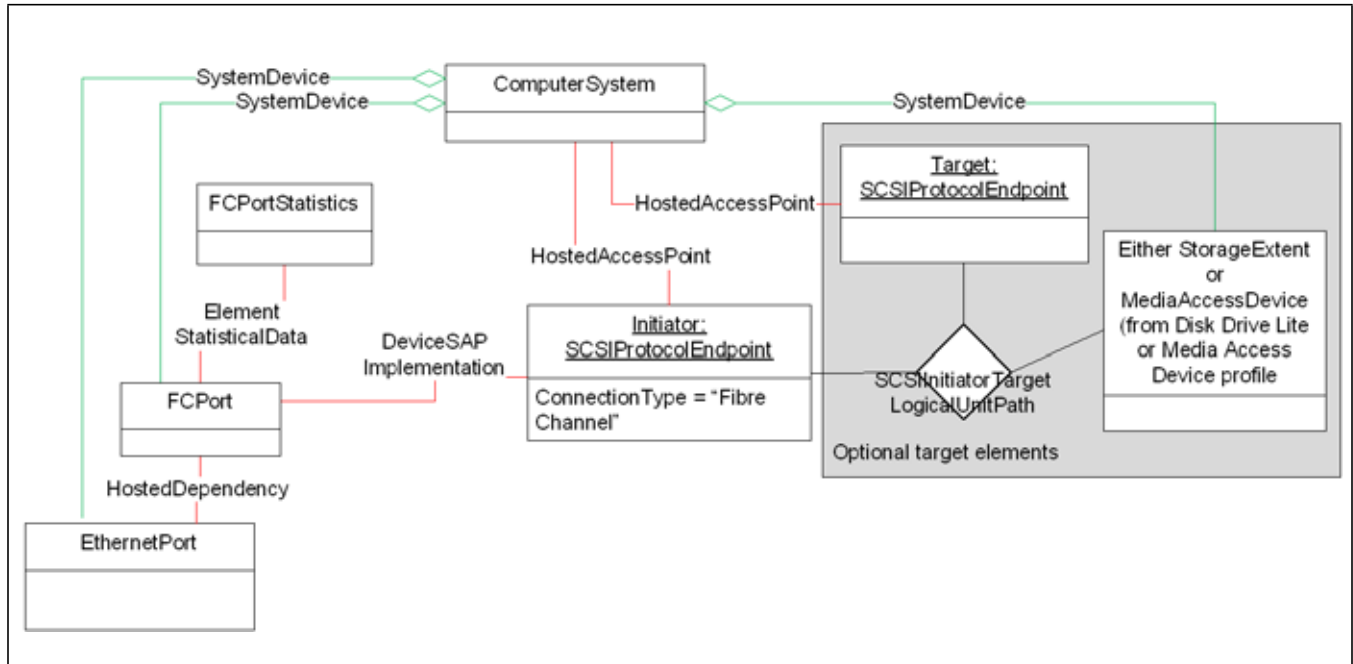 SystemDevice
SystemDevice
ComputerSystem
SystemDevice
FCPortStatistics
Target:
SCSIProtocolEndpoint
HostedAccessPoint
HostedAccessPoint
Either StorageExtent
or
MediaAccessDevice
(from Disk Drive Lite
or Media Access
Device profile
Element
StatisticalData
DeviceSAP
Implementation
Initiator:
SCSIProtocolEndpoint
ConnectionType = “Fibre
Channel”
SCSIInitiatorTarget
LogicalUnitPath
Optional target elements
FCPort
HostedDependency
EthernetPort